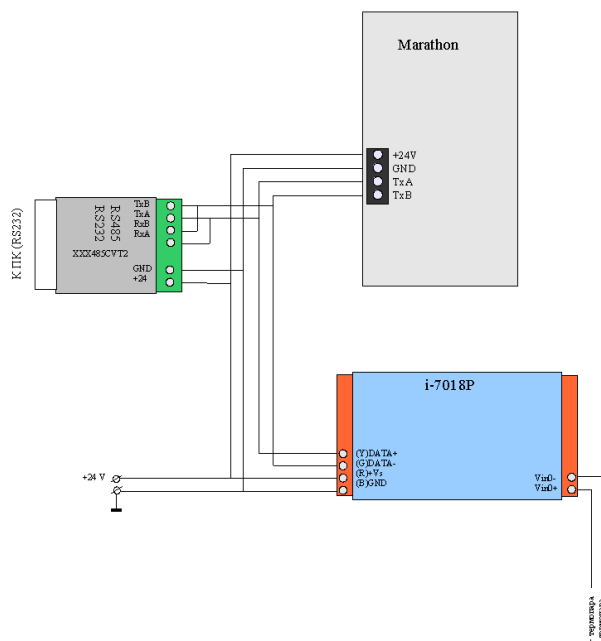 Marathon
+24V
GND
TxA
TxB
TxB
TxA
RxB
RxA
RS485
RS232
XXX485CVT2
GND
+24
К ПК (RS232)
i-7018P
(Y)DATA+
(G)DATA-
(R)+Vs
(B)GND
+24 V
Vin0-
Vin0+
- термопара